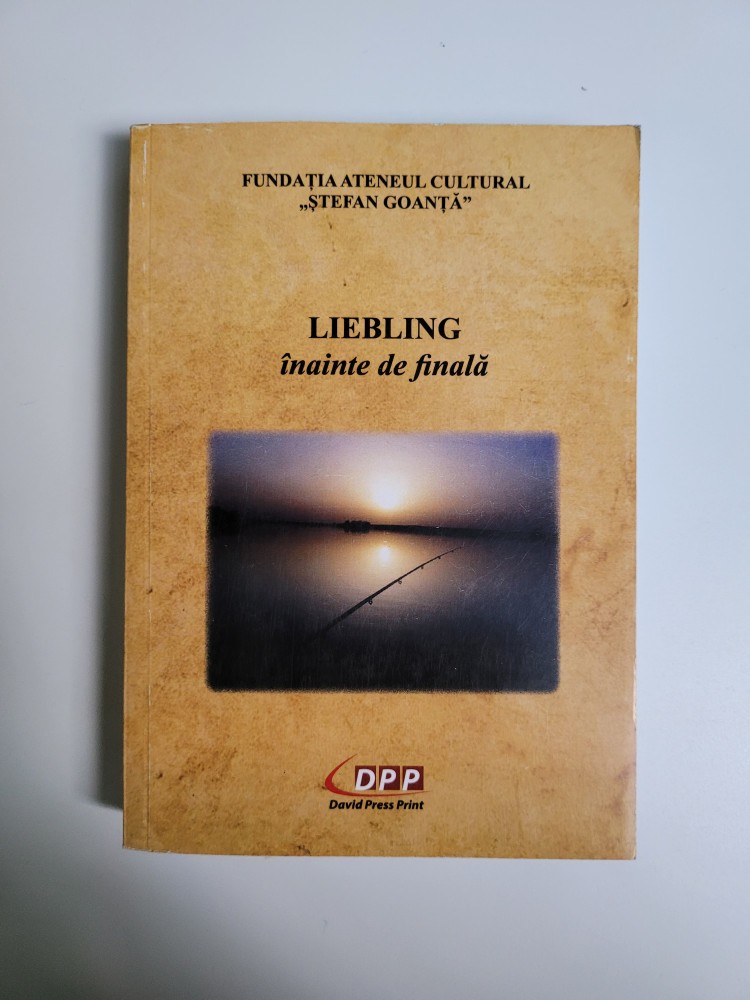 FUNDAȚIA ATENEUL CULTURAL
„ȘTEFAN GOANȚĂ”
LIEBLING
înainte de finală
DPP
David Press Print